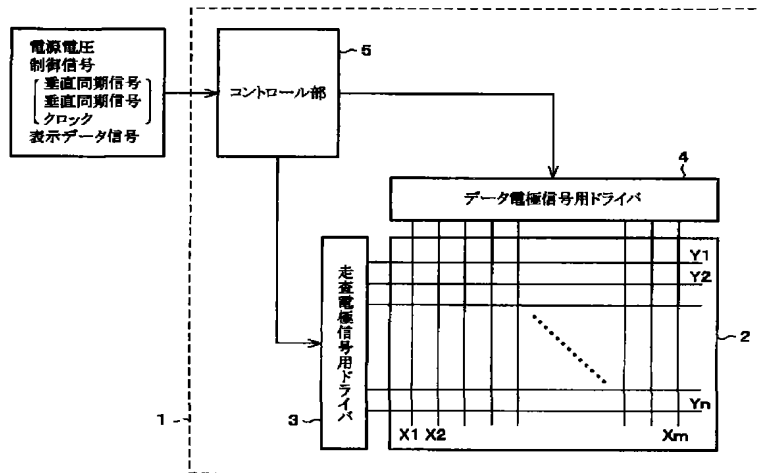 電源電圧
制御信号
垂直同期信号
垂直同期信号
クロック
表示データ信号
コントロール部
5
4
データ電極信号用ドライバ
走査電極信号用ドライバ
Y1
Y2
2
Yn
1
3
X1 X2
Xm